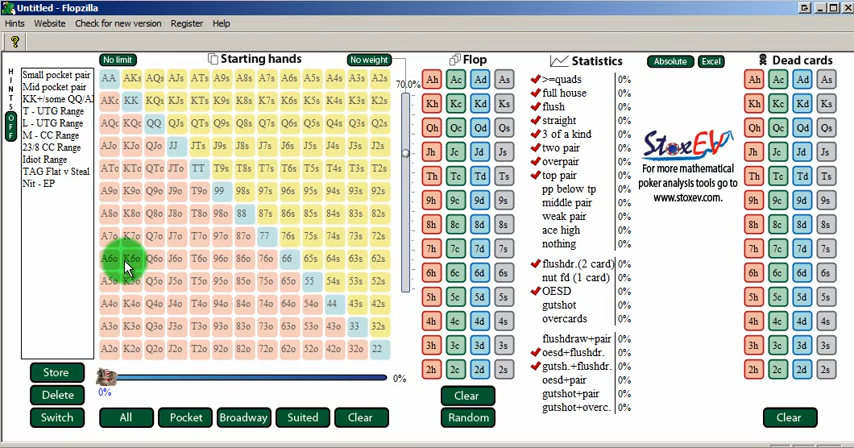 Untitled - Flopzilla
Hints Website Check for new version Register Help
?
HINTS
OFF
Small pocket pair
Mid pocket pair
KK+/some QQ/A
T - UTG Range
L - UTG Range
M - CC Range
23/8 CC Range
Idiot Range
TAG Flat v Steal
Nit - EP
Store
Delete
Switch
No limit Starting hands No weight
AA AKs AQs AJs ATs A9s A8s A7s A6s A5s A4s A3s A2s
AKo KK KQs KJs KTs K9s K8s K7s K6s K5s K4s K3s K2s
AQo KQo QQ QJs QTs Q9s Q8s Q7s Q6s Q5s Q4s Q3s Q2s
AJo KJo QJo JJ JTs J9s J8s J7s J6s J5s J4s J3s J2s
ATo KTo QTo JTo TT T9s T8s T7s T6s T5s T4s T3s T2s
A9o K9o Q9o J9o T9o 99 98s 97s 96s 95s 94s 93s 92s
A8o K8o Q8o J8o T8o 98o 88 87s 86s 85s 84s 83s 82s
A7o K7o Q7o J7o T7o 97o 87o 77 76s 75s 74s 73s 72s
A6o K6o Q6o J6o T6o 96o 86o 76o 66 65s 64s 63s 62s
A5o K5o Q5o J5o T5o 95o 85o 75o 65o 55 54s 53s 52s
A4o K4o Q4o J4o T4o 94o 84o 74o 64o 54o 44 43s 42s
A3o K3o Q3o J3o T3o 93o 83o 73o 63o 53o 43o 33 32s
A2o K2o Q2o J2o T2o 92o 82o 72o 62o 52o 42o 32o 22
70.0%
0%
0%
All Pocket Broadway Suited Clear
Flop
Ah Ac Ad As
Kh Kc Kd Ks
Qh Qc Qd Qs
Jh Jc Jd Js
Th Tc Td Ts
9h 9c 9d 9s
8h 8c 8d 8s
7h 7c 7d 7s
6h 6c 6d 6s
5h 5c 5d 5s
4h 4c 4d 4s
3h 3c 3d 3s
2h 2c 2d 2s
Clear
Random
Statistics Absolute Excel
>=quads 0%
full house 0%
flush 0%
straight 0%
3 of a kind 0%
two pair 0%
overpair 0%
top pair 0%
pp below tp 0%
middle pair 0%
weak pair 0%
ace high 0%
nothing 0%
flushdr.(2 card) 0%
nut fd (1 card) 0%
OESD 0%
gutshot 0%
overcards 0%
flushdraw+pair 0%
oesd+flushdr. 0%
gutsh.+flushdr. 0%
oesd+pair 0%
gutshot+pair 0%
gutshot+overc. 0%
StoxEV
For more mathematical
poker analysis tools go to
www.stoxev.com.
Dead cards
Ah Ac Ad As
Kh Kc Kd Ks
Qh Qc Qd Qs
Jh Jc Jd Js
Th Tc Td Ts
9h 9c 9d 9s
8h 8c 8d 8s
7h 7c 7d 7s
6h 6c 6d 6s
5h 5c 5d 5s
4h 4c 4d 4s
3h 3c 3d 3s
2h 2c 2d 2s
Clear